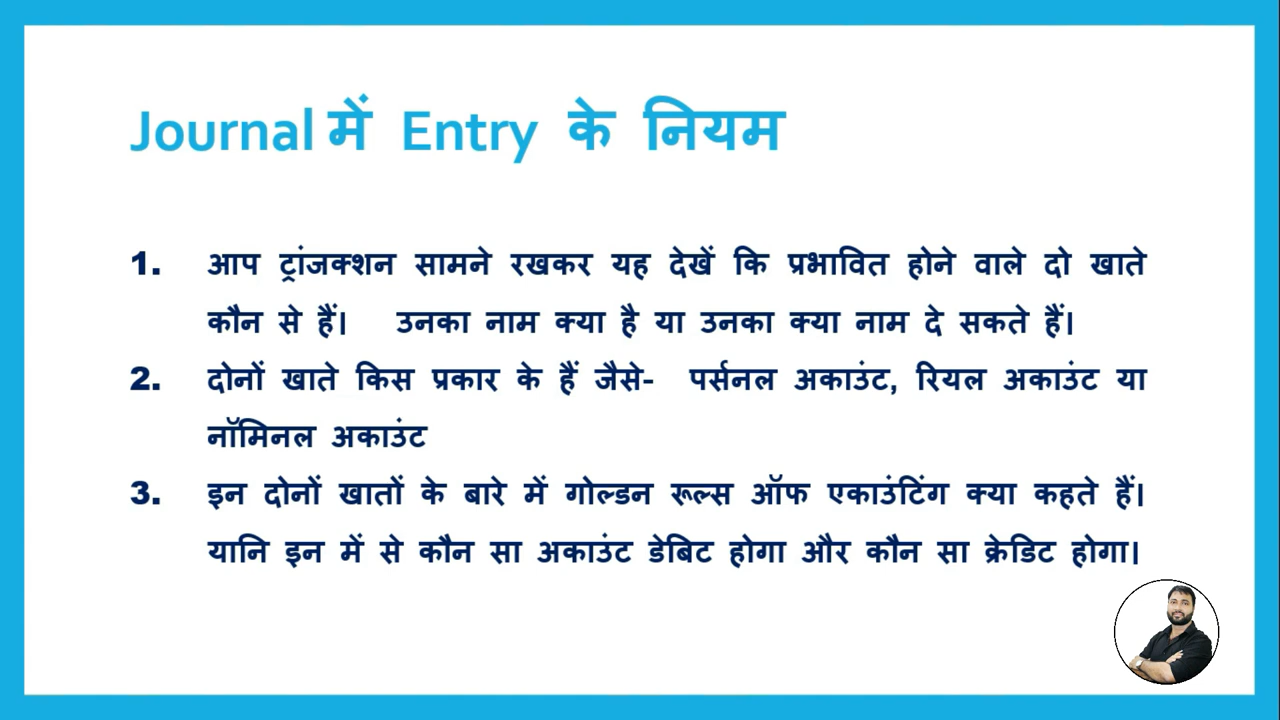 Journal में Entry के नियम
1. आप ट्रांजक्शन सामने रखकर यह देखें कि प्रभावित होने वाले दो खाते
कौन से हैं। उनका नाम क्या है या उनका क्या नाम दे सकते हैं।
2. दोनों खाते किस प्रकार के हैं जैसे- पर्सनल अकाउंट, रियल अकाउंट या
नॉमिनल अकाउंट
3. इन दोनों खातों के बारे में गोल्डन रूल्स ऑफ एकाउंटिंग क्या कहते हैं।
यानि इन में से कौन सा अकाउंट डेबिट होगा और कौन सा क्रेडिट होगा।